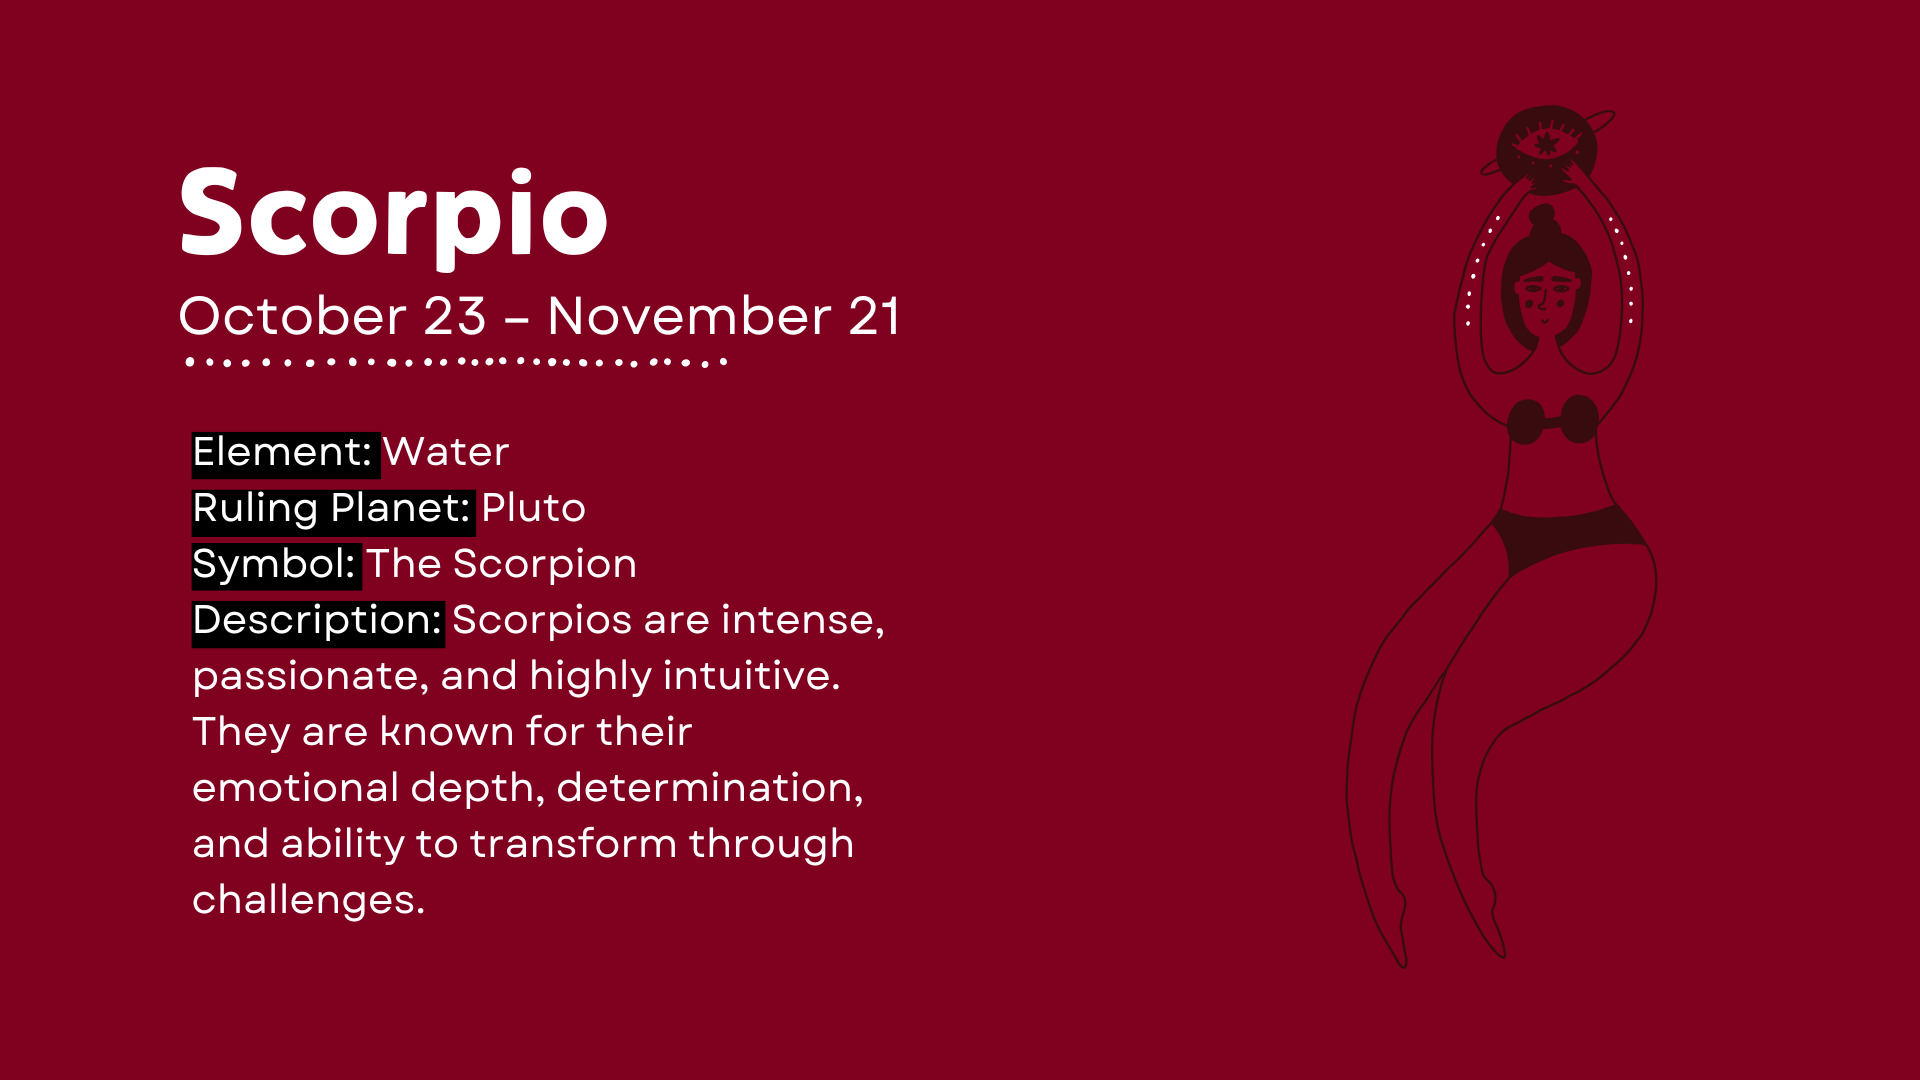 Scorpio
October 23 – November 21
Element: Water
Ruling Planet: Pluto
Symbol: The Scorpion
Description: Scorpios are intense,
passionate, and highly intuitive.
They are known for their
emotional depth, determination,
and ability to transform through
challenges.